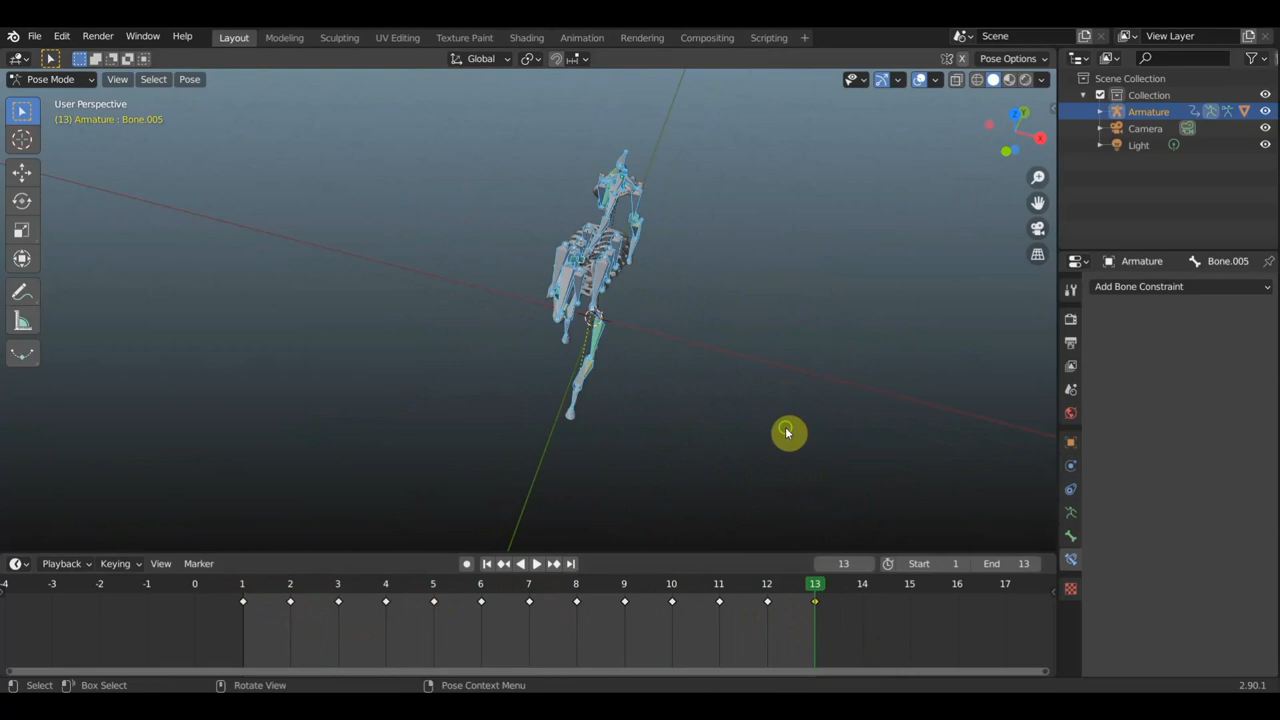 File Edit Render Window Help
Layout Modeling Sculpting UV Editing Texture Paint Shading Animation Rendering Compositing Scripting +
Scene
View Layer
Global
Pose Options
Pose Mode View Select Pose
User Perspective
(13) Armature : Bone.005
Z
X
Scene Collection
Collection
Armature
Camera
Light
Armature Bone.005
Add Bone Constraint
Playback Keying View Marker
13
Start 1
End 13
-4 -2 -1 0 1 2 3 4 5 6 7 8 9 10 11 12 13 14 15 16 17
Select Box Select Rotate View Pose Context Menu
2.90.1